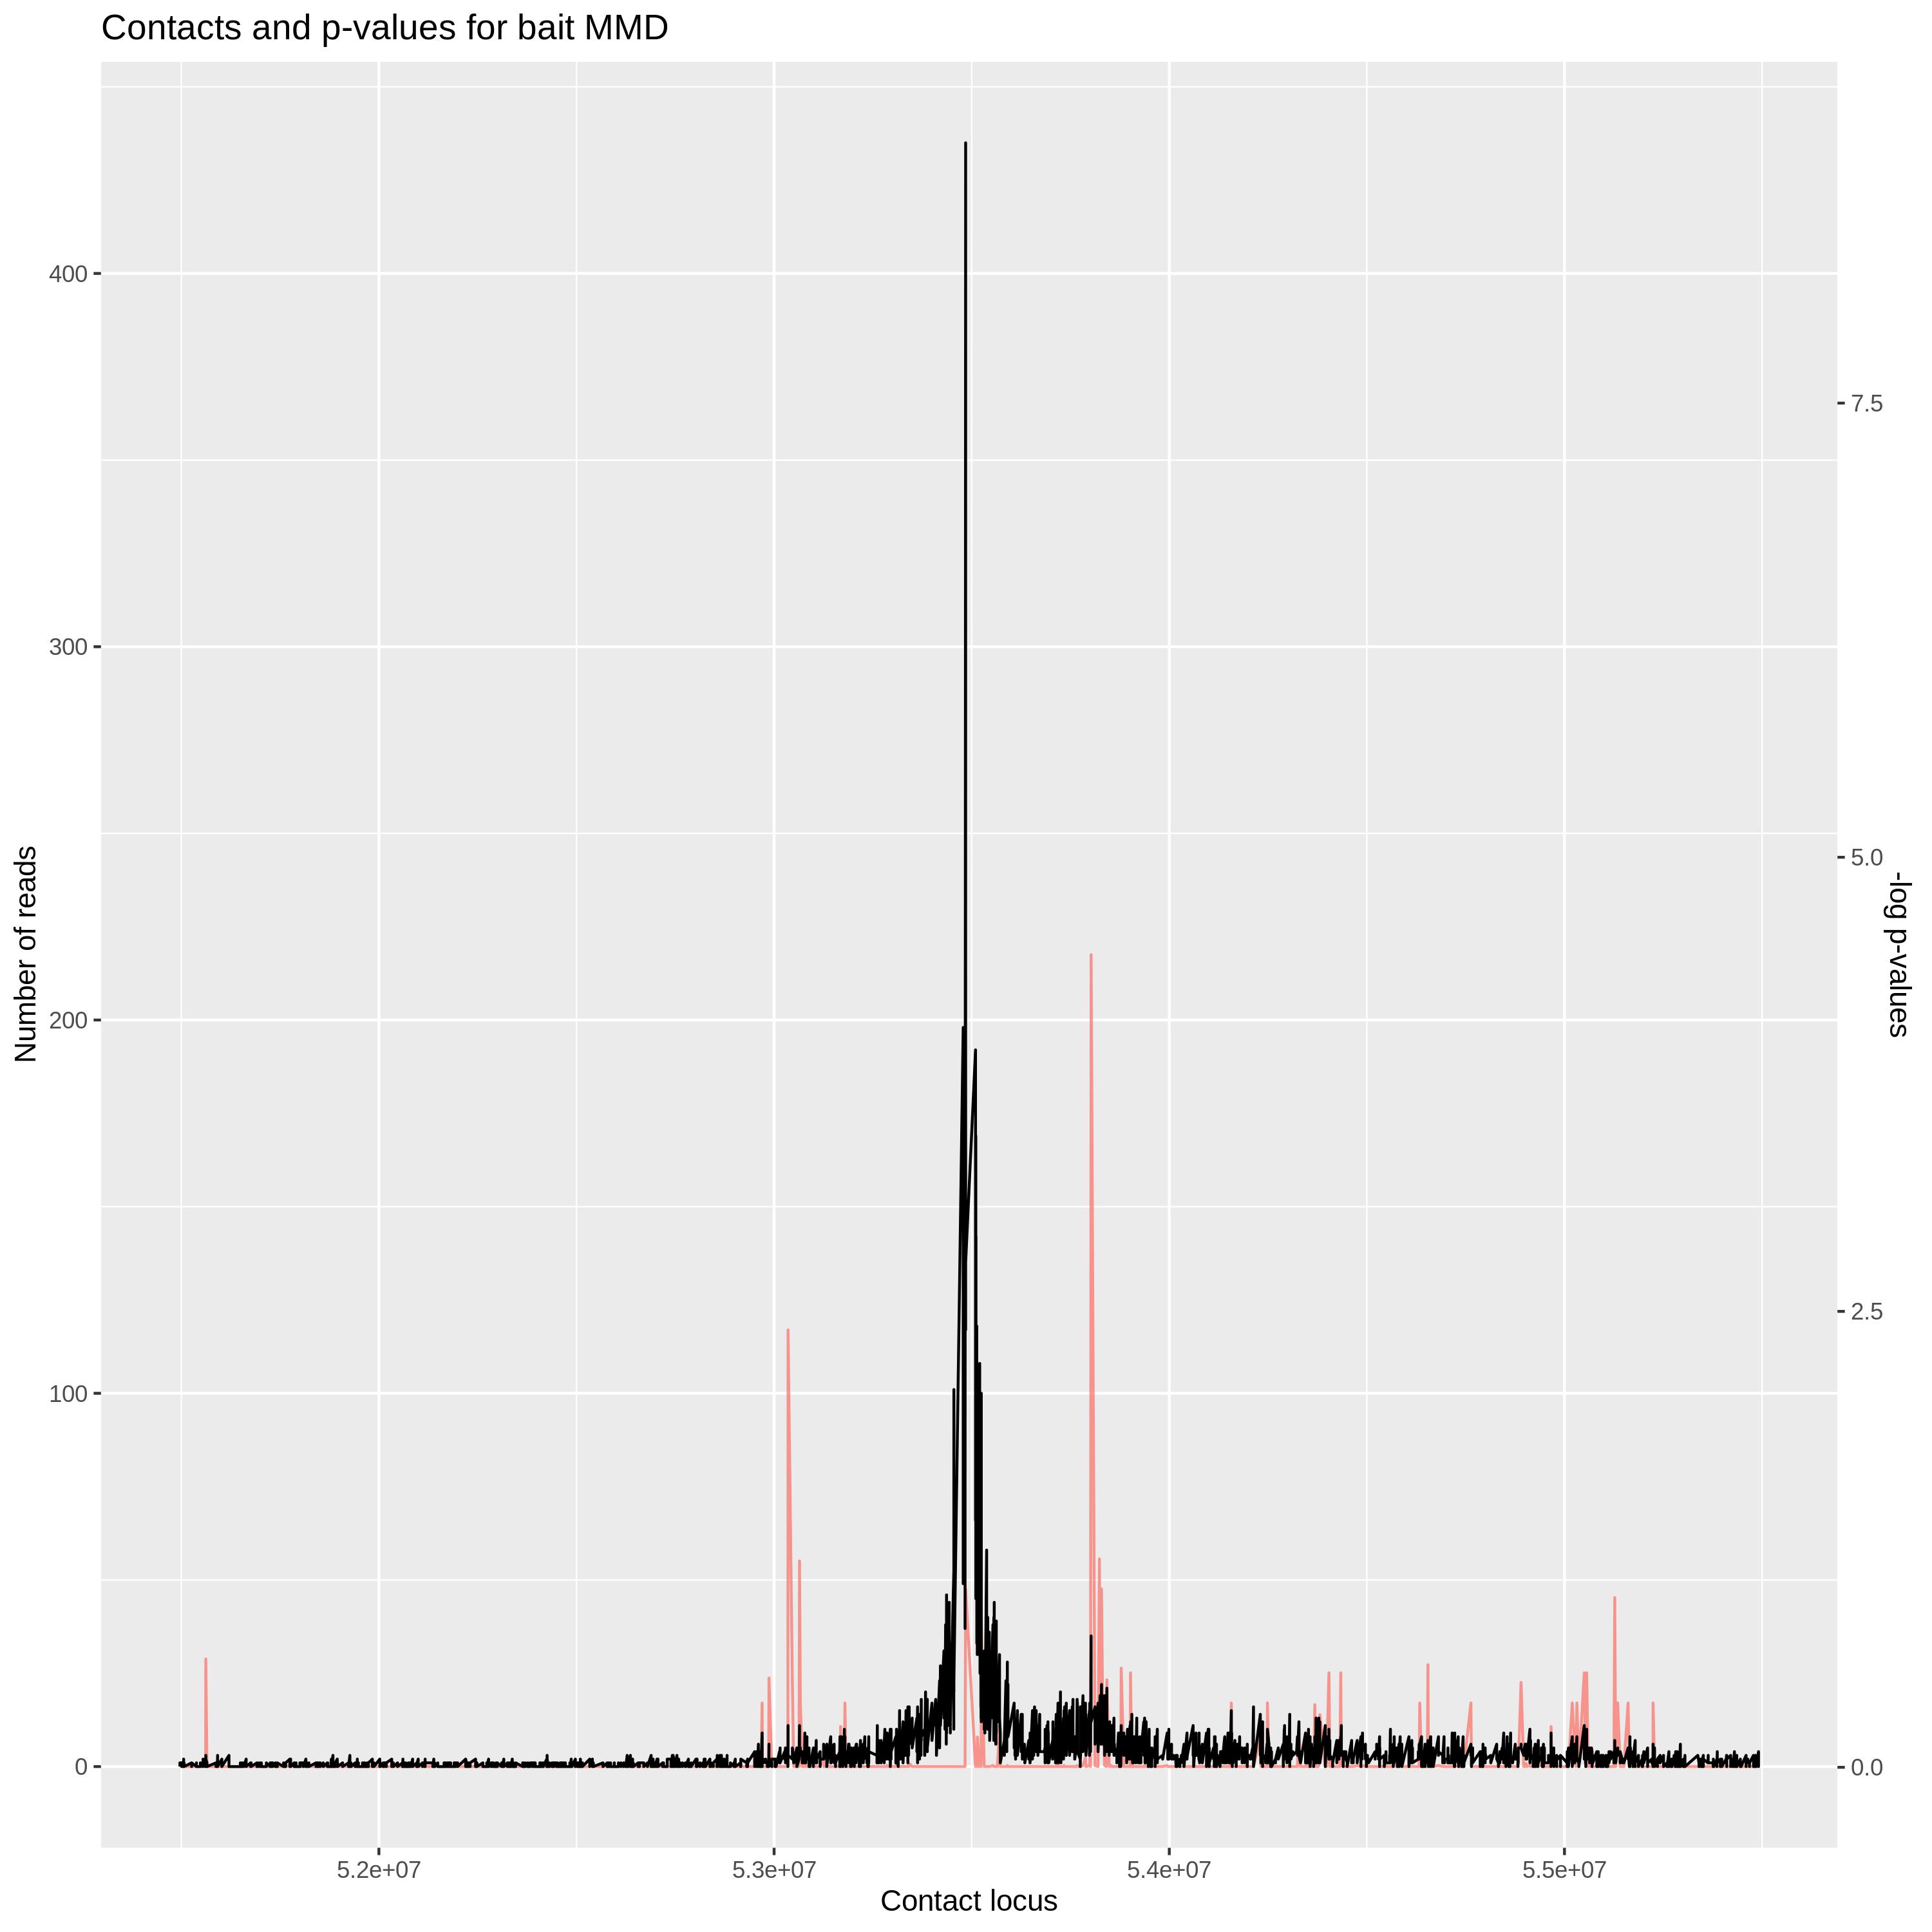 Contacts and p-values for bait MMD
400
300
200
100
0
Number of reads
7.5
5.0
2.5
0.0
-log p-values
5.2e+07
5.3e+07
5.4e+07
5.5e+07
Contact locus